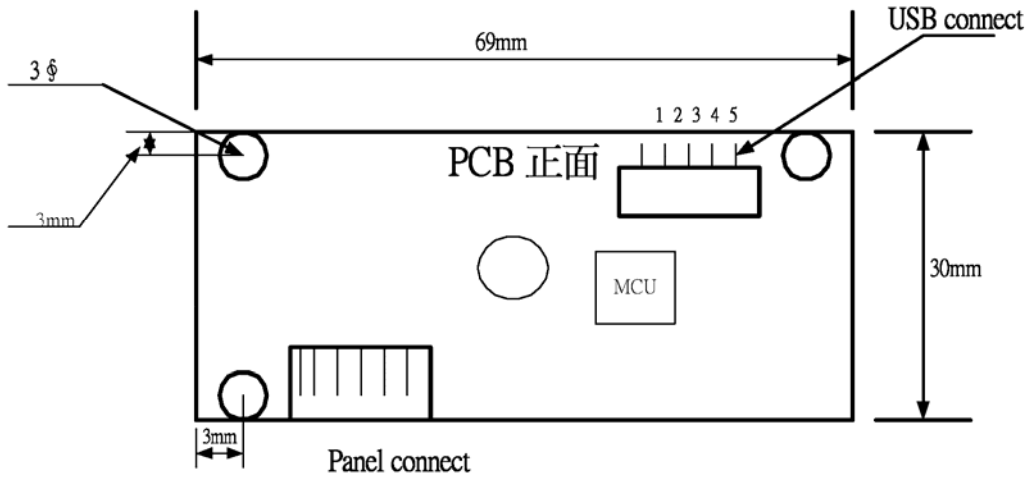 USB connect
69mm
3 ∮
1 2 3 4 5
PCB 正面
3mm
30mm
MCU
3mm
Panel connect